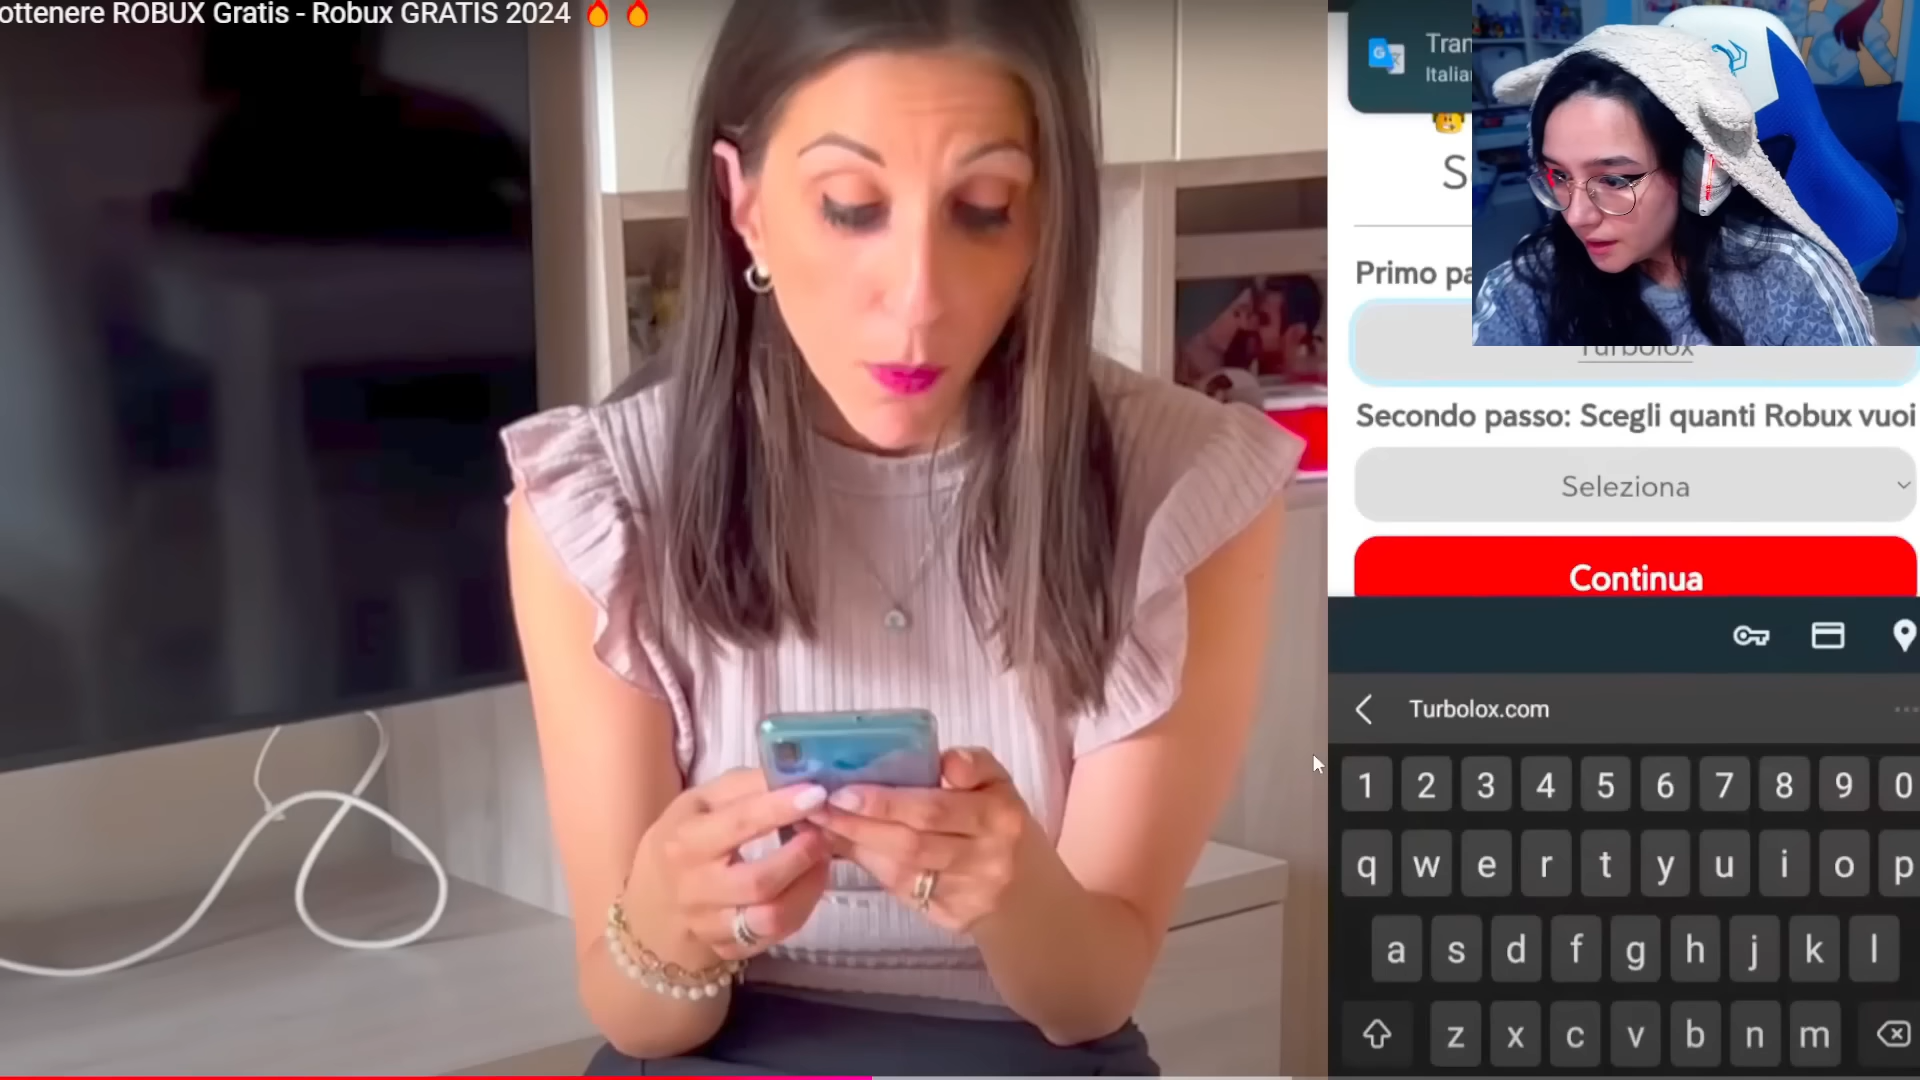 ottenere ROBUX Gratis - Robux GRATIS 2024 🔥 🔥
Tran
Italia
S
Primo pa
Turbolox
Secondo passo: Scegli quanti Robux vuoi
Seleziona
Continua
Turbolox.com
1 2 3 4 5 6 7 8 9 0
q w e r t y u i o p
a s d f g h j k l
z x c v b n m